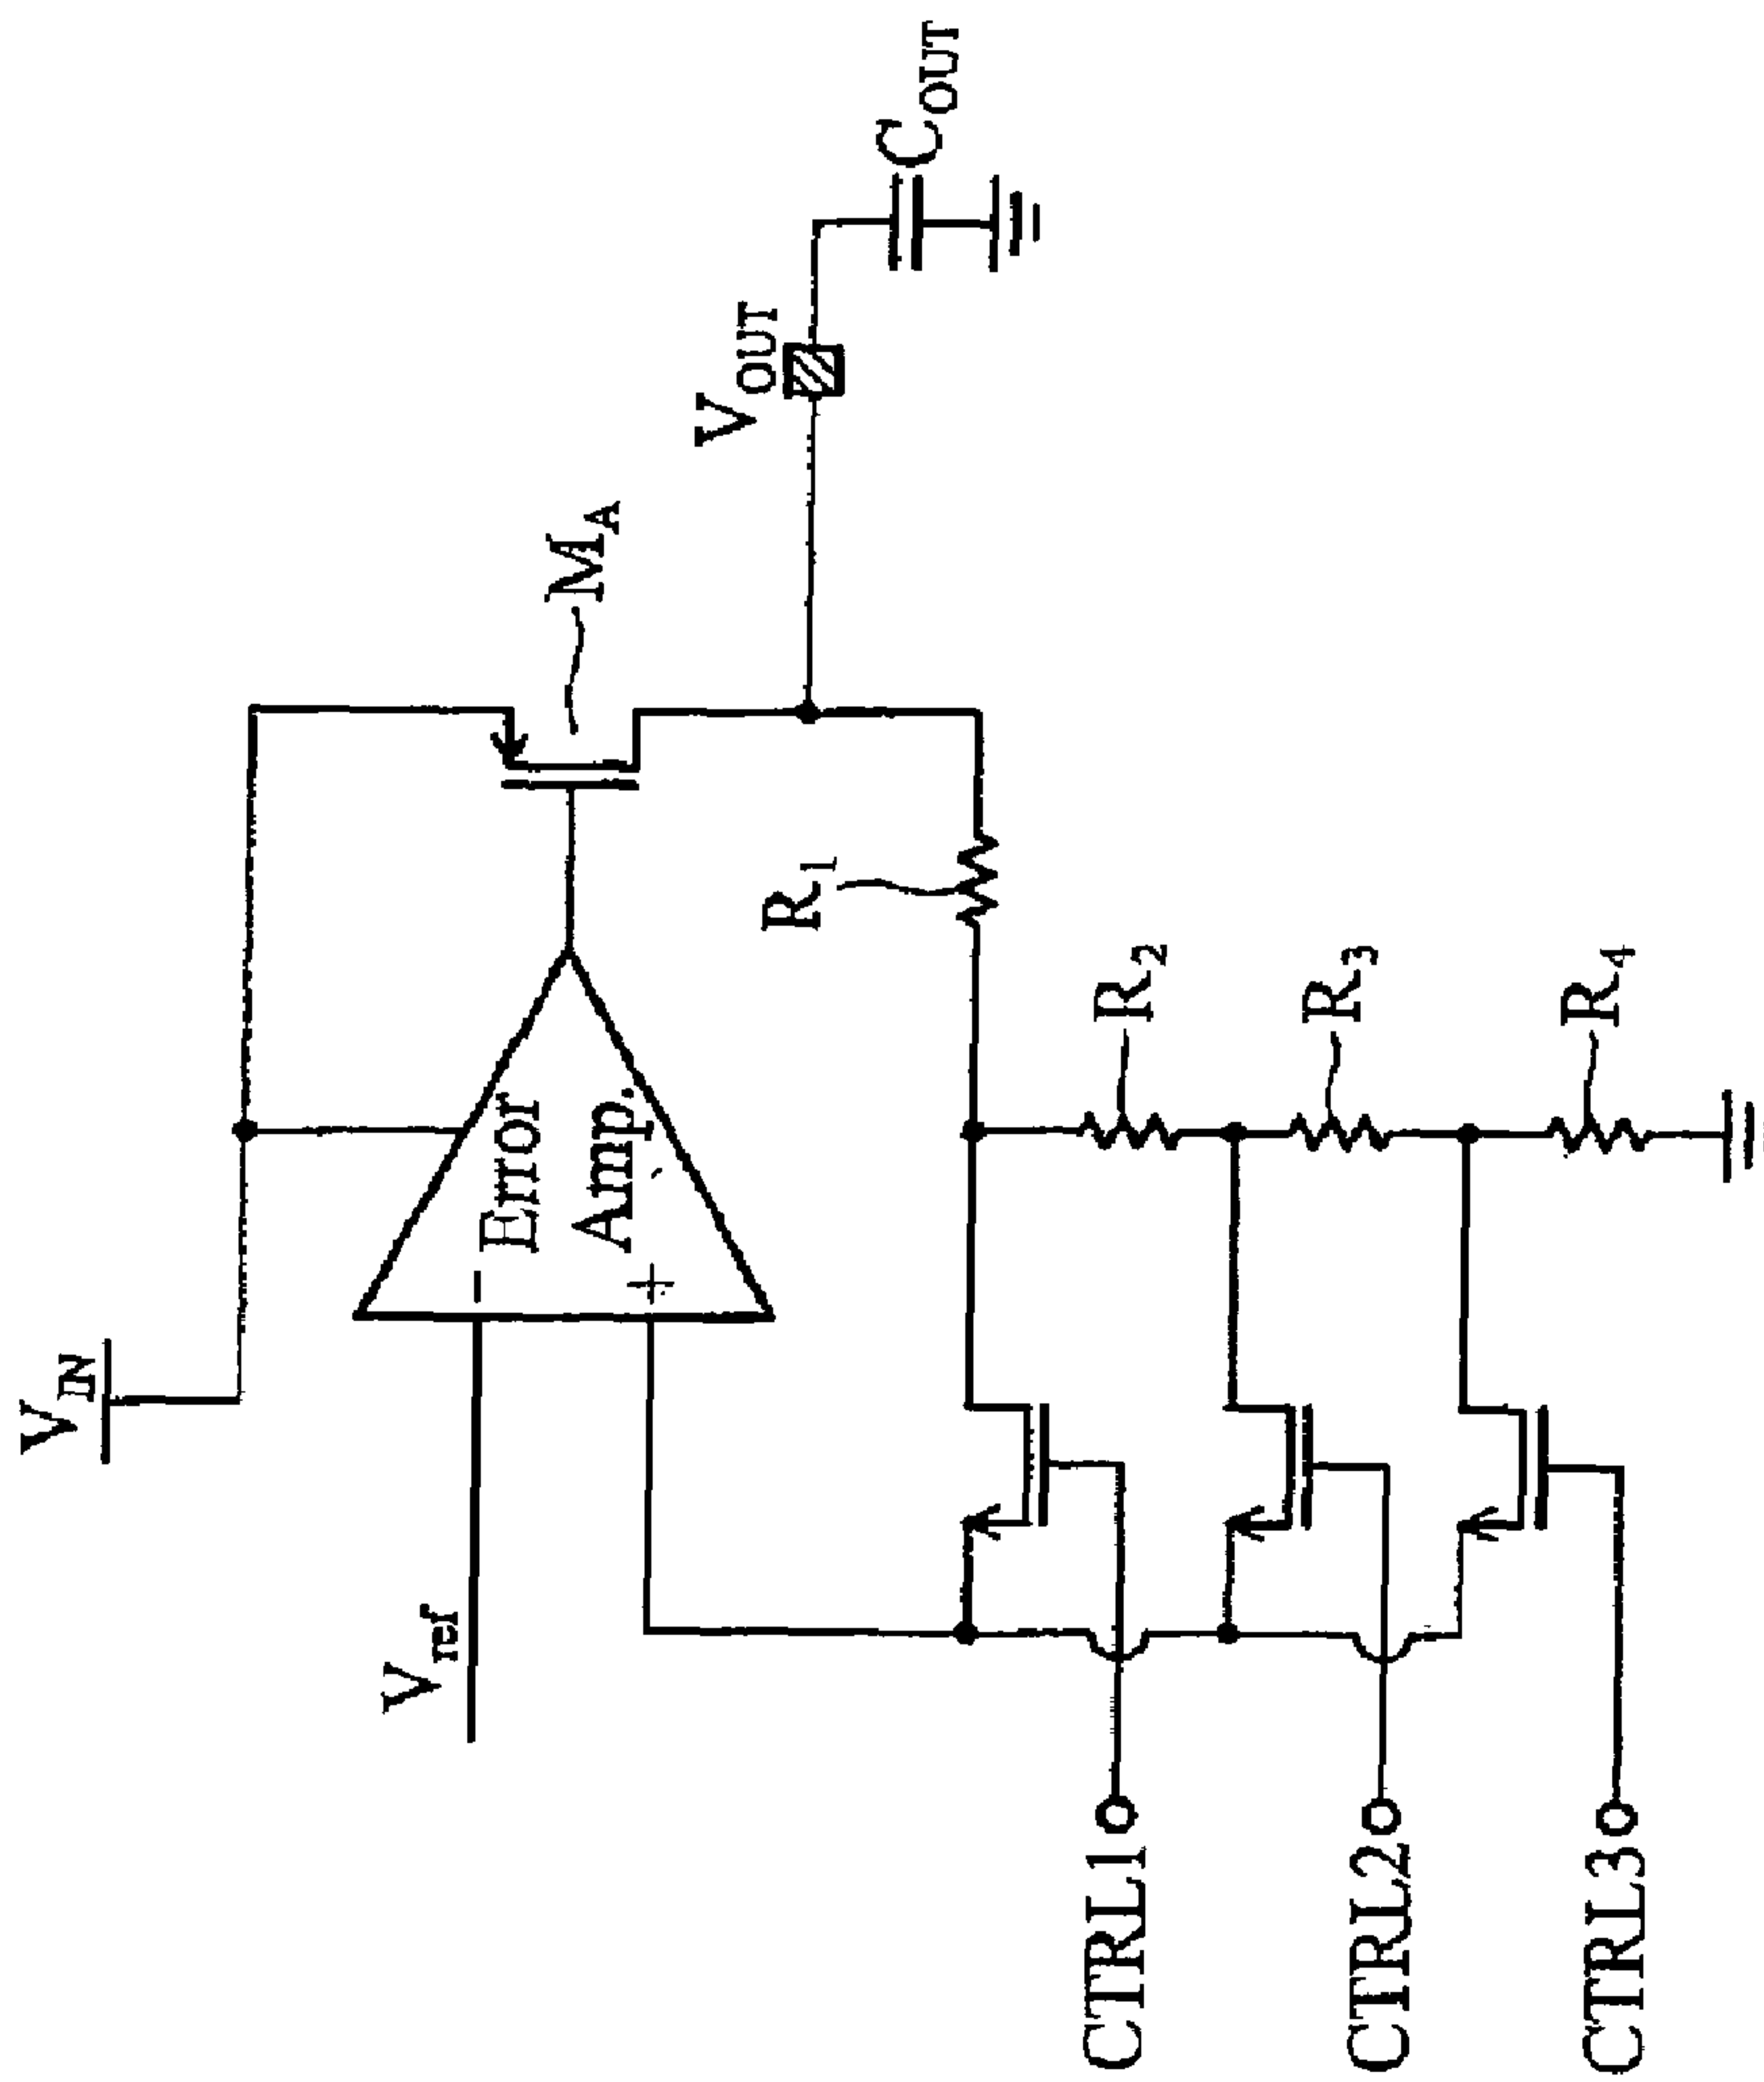 V_IN
V_ref
Error
Amp.
−
+
M_A
V_OUT
C_OUT
R_1
R_2
R_3
R_4
CTRL1
CTRL2
CTRL3